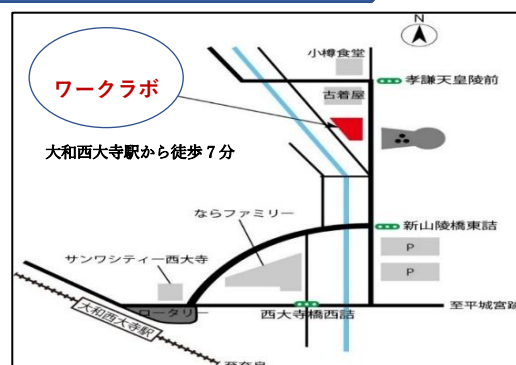 N
小樽食堂
孝謙天皇陵前
古着屋
ワークラボ
大和西大寺駅から徒歩７分
ならファミリー
新山陵橋東詰
サンワシティー西大寺
P
P
ロータリー
西大寺橋西詰
至平城宮跡
大和西大寺駅
至奈良